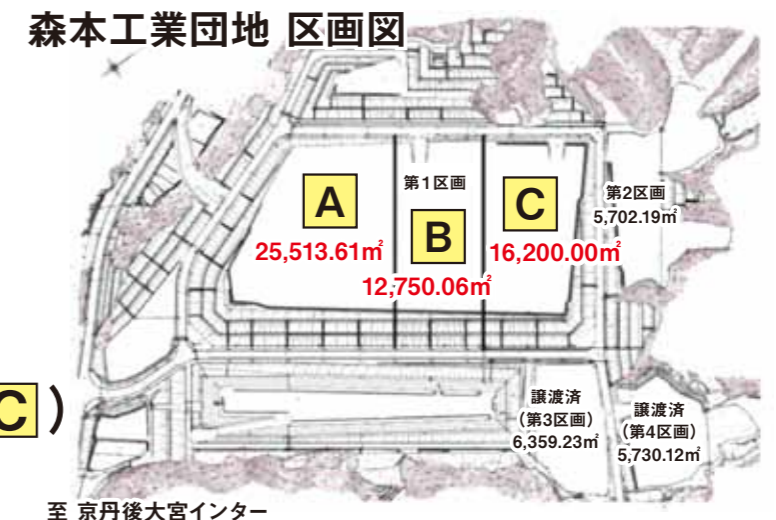 森本工業団地 区画図
第1区画
A
25,513.61㎡
B
12,750.06㎡
C
16,200.00㎡
第2区画
5,702.19㎡
C)
譲渡済
(第3区画)
6,359.23㎡
譲渡済
(第4区画)
5,730.12㎡
至 京丹後大宮インター